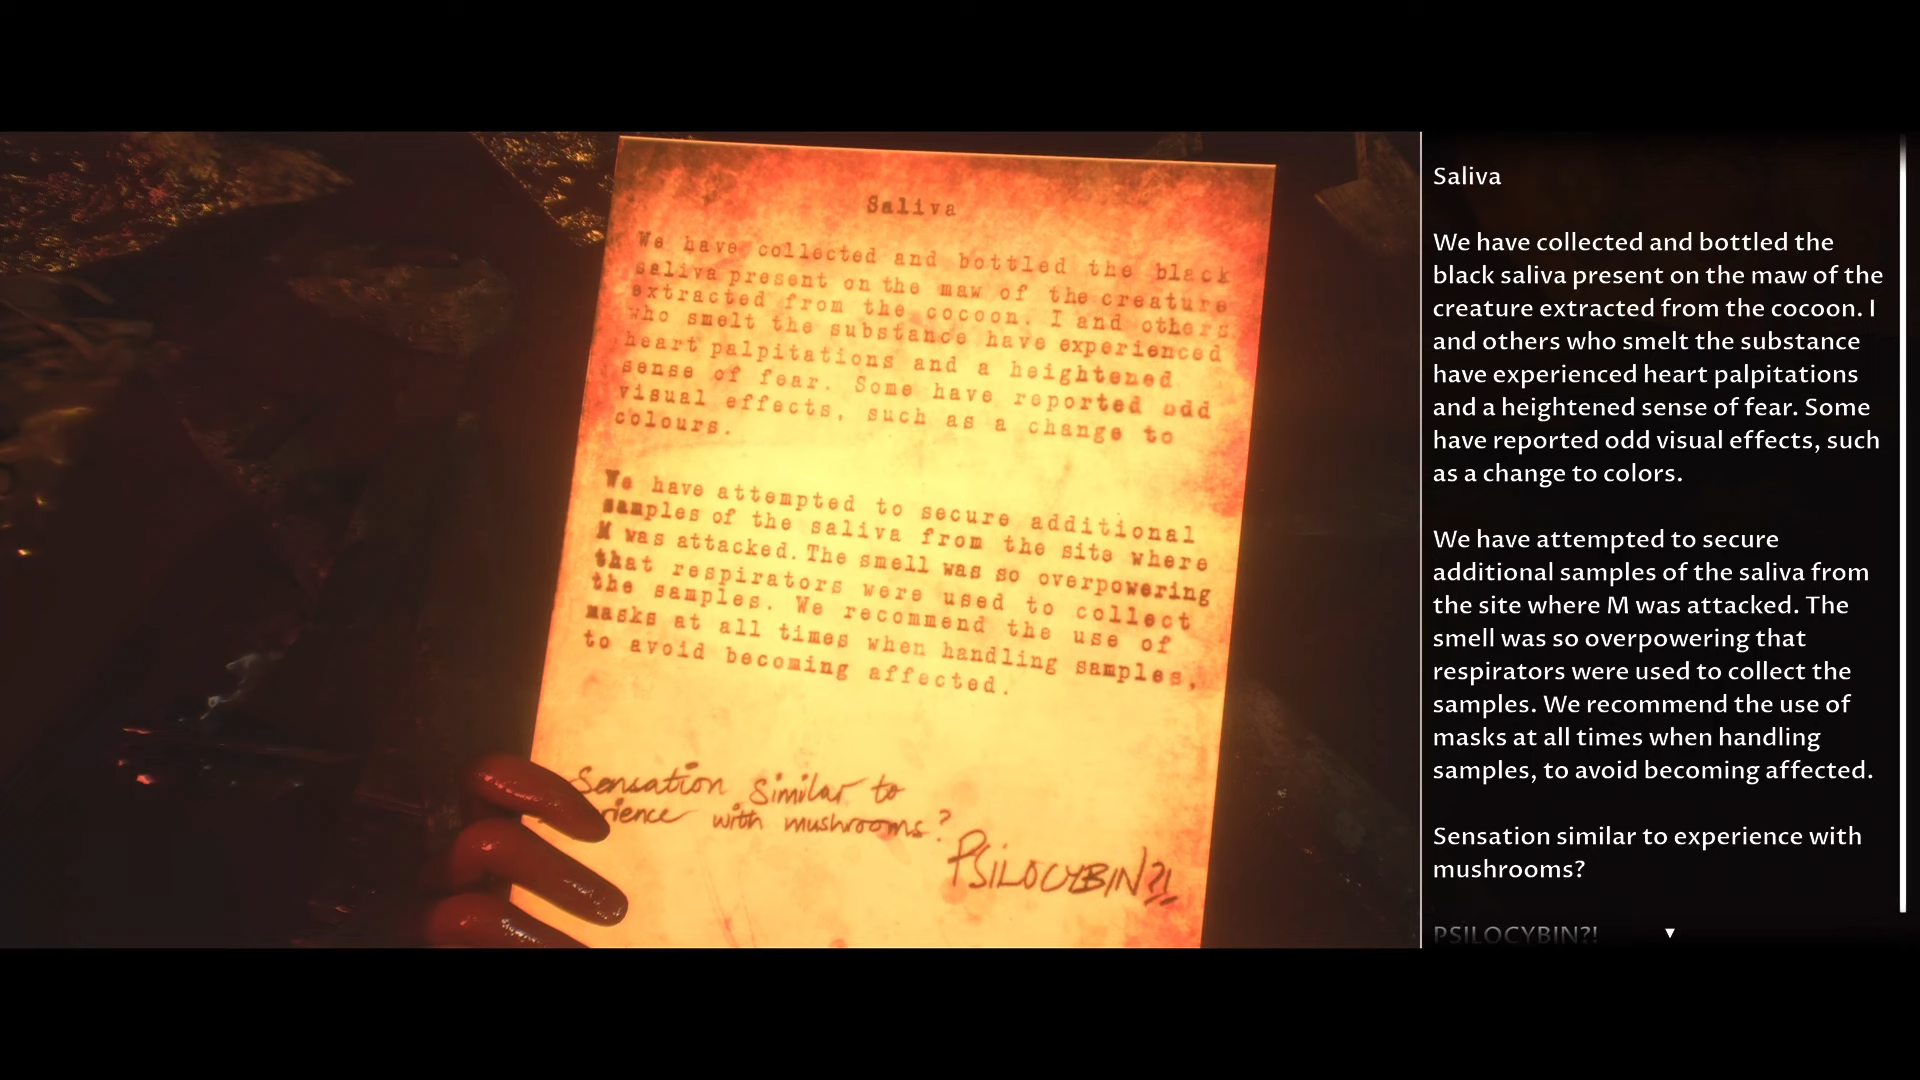 Saliva
We have collected and bottled the black
saliva present on the maw of the creature
extracted from the cocoon. I and others
who smelt the substance have experienced
heart palpitations and a heightened
sense of fear. Some have reported odd
visual effects, such as a change to
colours.
We have attempted to secure additional
samples of the saliva from the site where
M was attacked. The smell was so overpowering
that respirators were used to collect
the samples. We recommend the use of
masks at all times when handling samples,
to avoid becoming affected.
Sensation similar to
rience with mushrooms?
PSILOCYBIN?!
Saliva
We have collected and bottled the
black saliva present on the maw of the
creature extracted from the cocoon. I
and others who smelt the substance
have experienced heart palpitations
and a heightened sense of fear. Some
have reported odd visual effects, such
as a change to colors.
We have attempted to secure
additional samples of the saliva from
the site where M was attacked. The
smell was so overpowering that
respirators were used to collect the
samples. We recommend the use of
masks at all times when handling
samples, to avoid becoming affected.
Sensation similar to experience with
mushrooms?
PSILOCYBIN?!